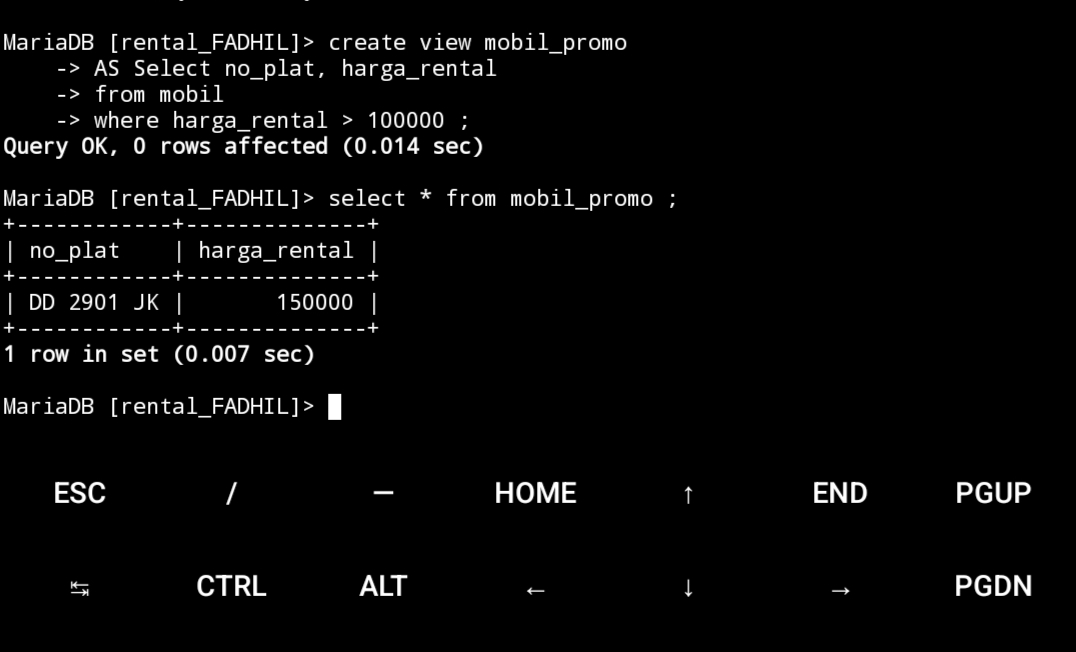 MariaDB [rental_FADHIL]> create view mobil_promo
    -> AS Select no_plat, harga_rental
    -> from mobil
    -> where harga_rental > 100000 ;
Query OK, 0 rows affected (0.014 sec)

MariaDB [rental_FADHIL]> select * from mobil_promo ;
+------------+--------------+
| no_plat    | harga_rental |
+------------+--------------+
| DD 2901 JK |       150000 |
+------------+--------------+
1 row in set (0.007 sec)

MariaDB [rental_FADHIL]>
ESC / — HOME ↑ END PGUP
⇆ CTRL ALT ← ↓ → PGDN